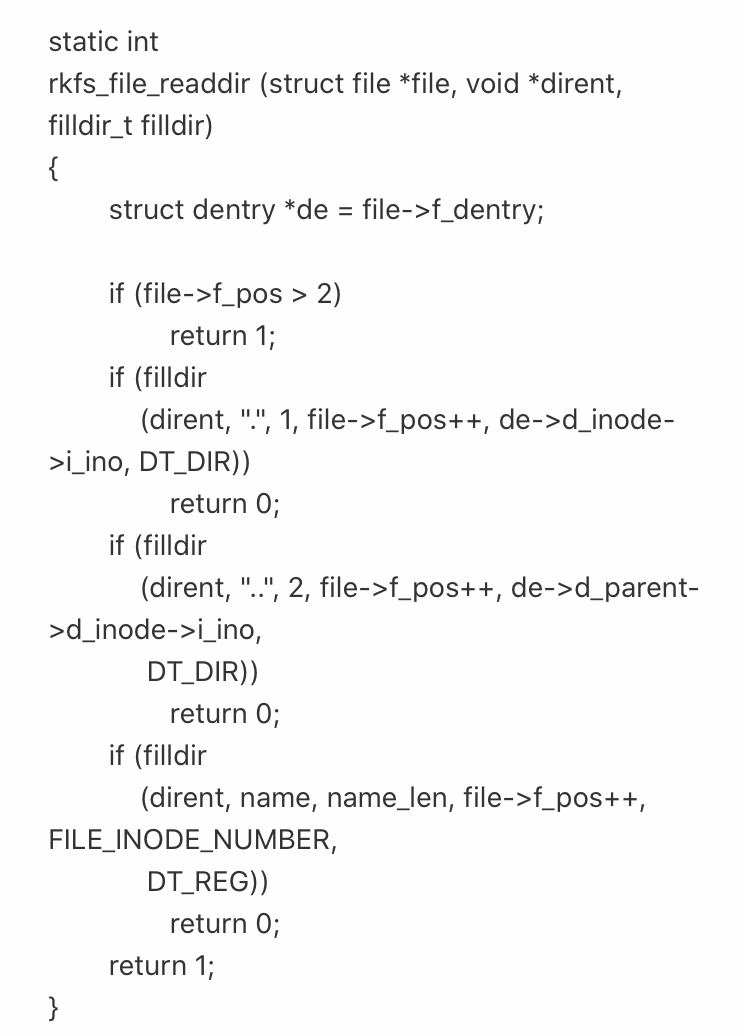 static int
rkfs_file_readdir (struct file *file, void *dirent,
filldir_t filldir)
{
struct dentry *de = file->f_dentry;
if (file->f_pos > 2)
return 1;
if (filldir
(dirent, ".", 1, file->f_pos++, de->d_inode-
>i_ino, DT_DIR))
return 0;
if (filldir
(dirent, "..", 2, file->f_pos++, de->d_parent-
>d_inode->i_ino,
DT_DIR))
return 0;
if (filldir
(dirent, name, name_len, file->f_pos++,
FILE_INODE_NUMBER,
DT_REG))
return 0;
return 1;
}